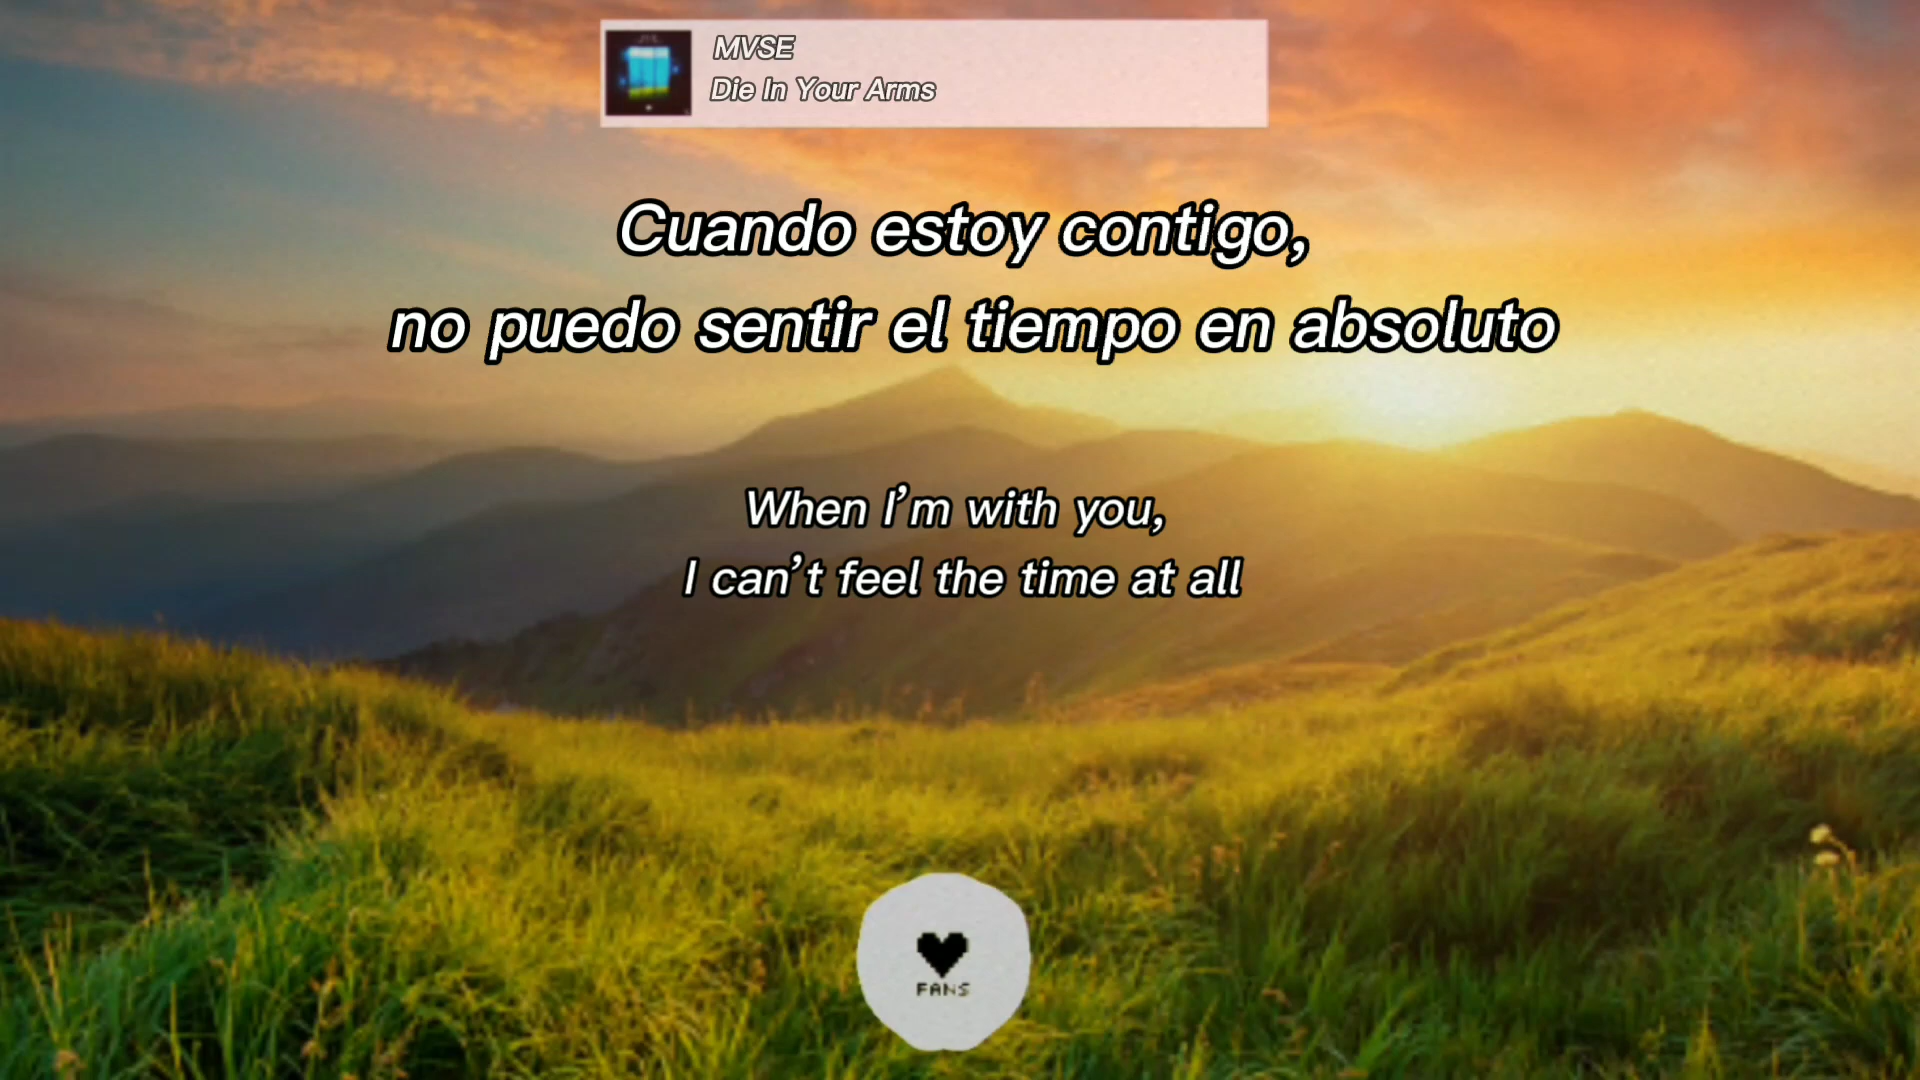 MVSE
Die In Your Arms
Cuando estoy contigo,
no puedo sentir el tiempo en absoluto
When I'm with you,
I can't feel the time at all
FANS